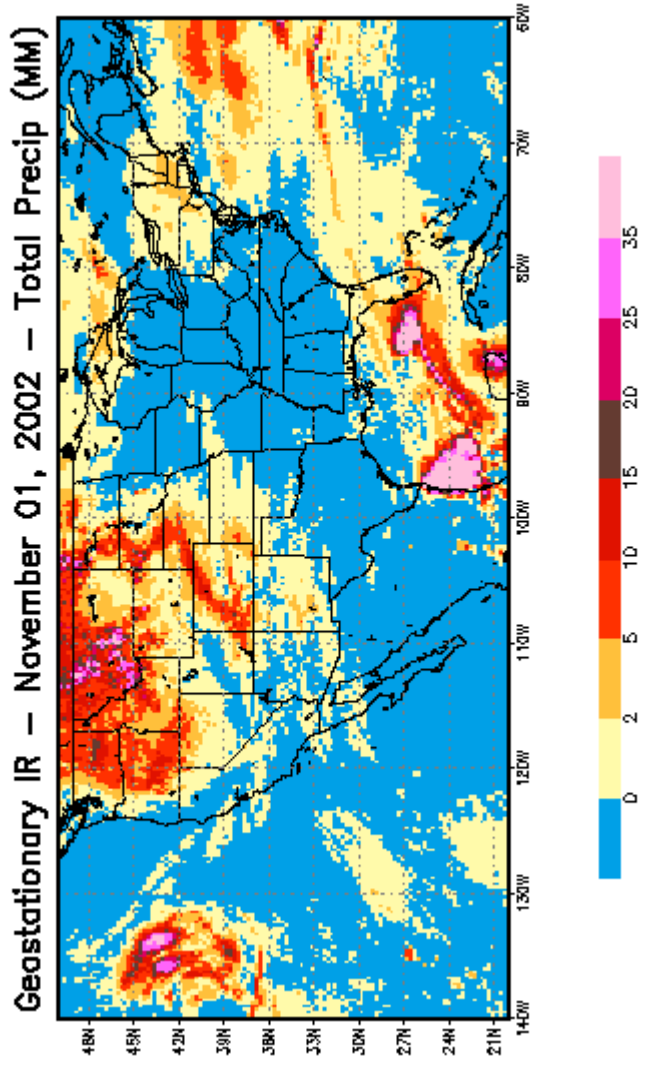 Geostationary IR — November 01, 2002 — Total Precip (MM)
48N
45N
42N
39N
36N
33N
30N
27N
24N
21N
140W 130W 120W 110W 100W 90W 80W 70W 60W
0 2 5 10 15 20 25 35